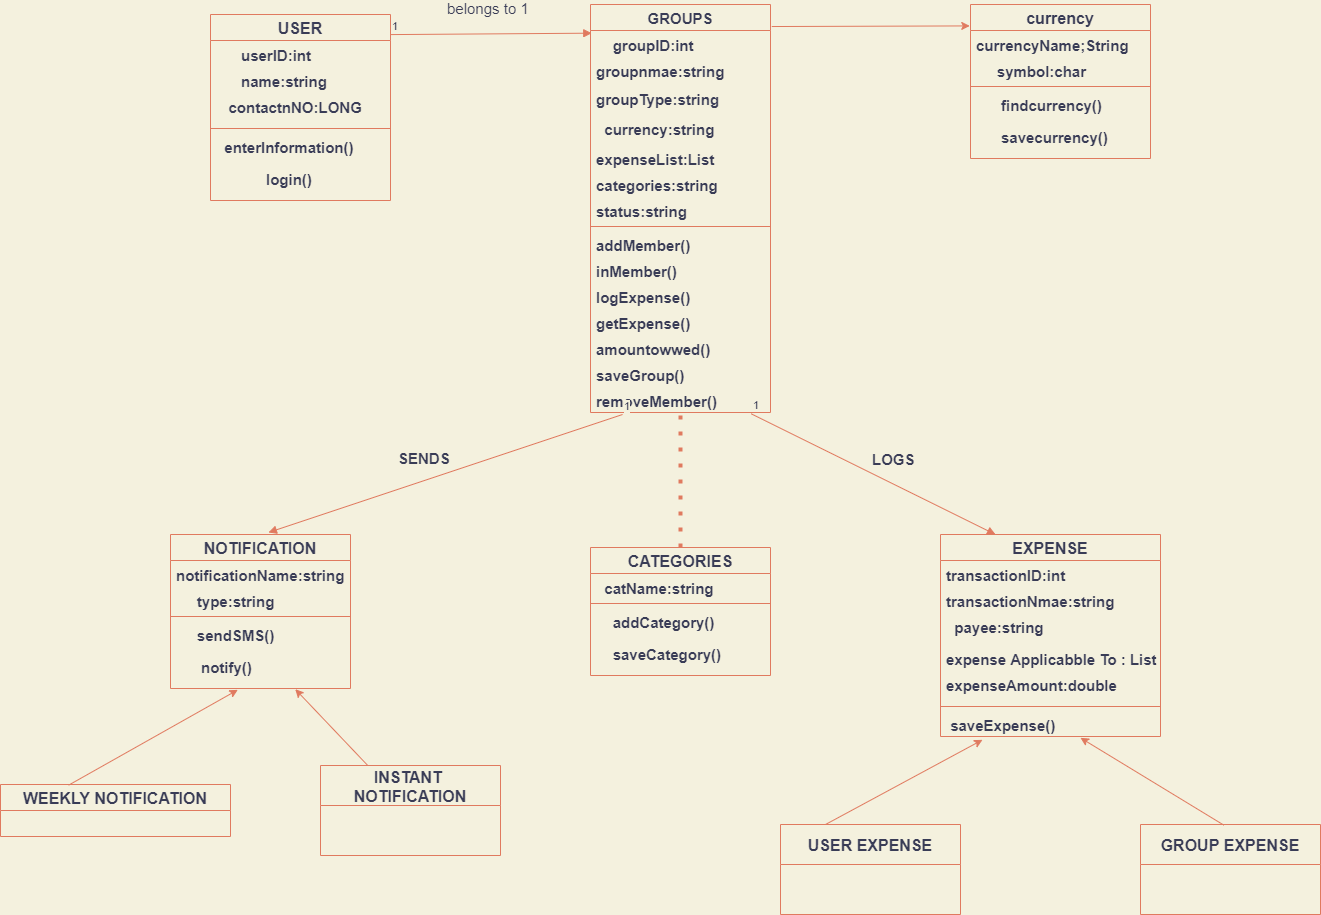 belongs to 1
1
USER
userID:int
name:string
contactnNO:LONG
enterInformation()
login()
GROUPS
groupID:int
groupnmae:string
groupType:string
currency:string
expenseList:List
categories:string
status:string
addMember()
inMember()
logExpense()
getExpense()
amountowwed()
saveGroup()
removeMember()
1
1
currency
currencyName;String
symbol:char
findcurrency()
savecurrency()
SENDS
LOGS
NOTIFICATION
notificationName:string
type:string
sendSMS()
notify()
CATEGORIES
catName:string
addCategory()
saveCategory()
EXPENSE
transactionID:int
transactionNmae:string
payee:string
expense Applicabble To : List
expenseAmount:double
saveExpense()
WEEKLY NOTIFICATION
INSTANT
NOTIFICATION
USER EXPENSE
GROUP EXPENSE